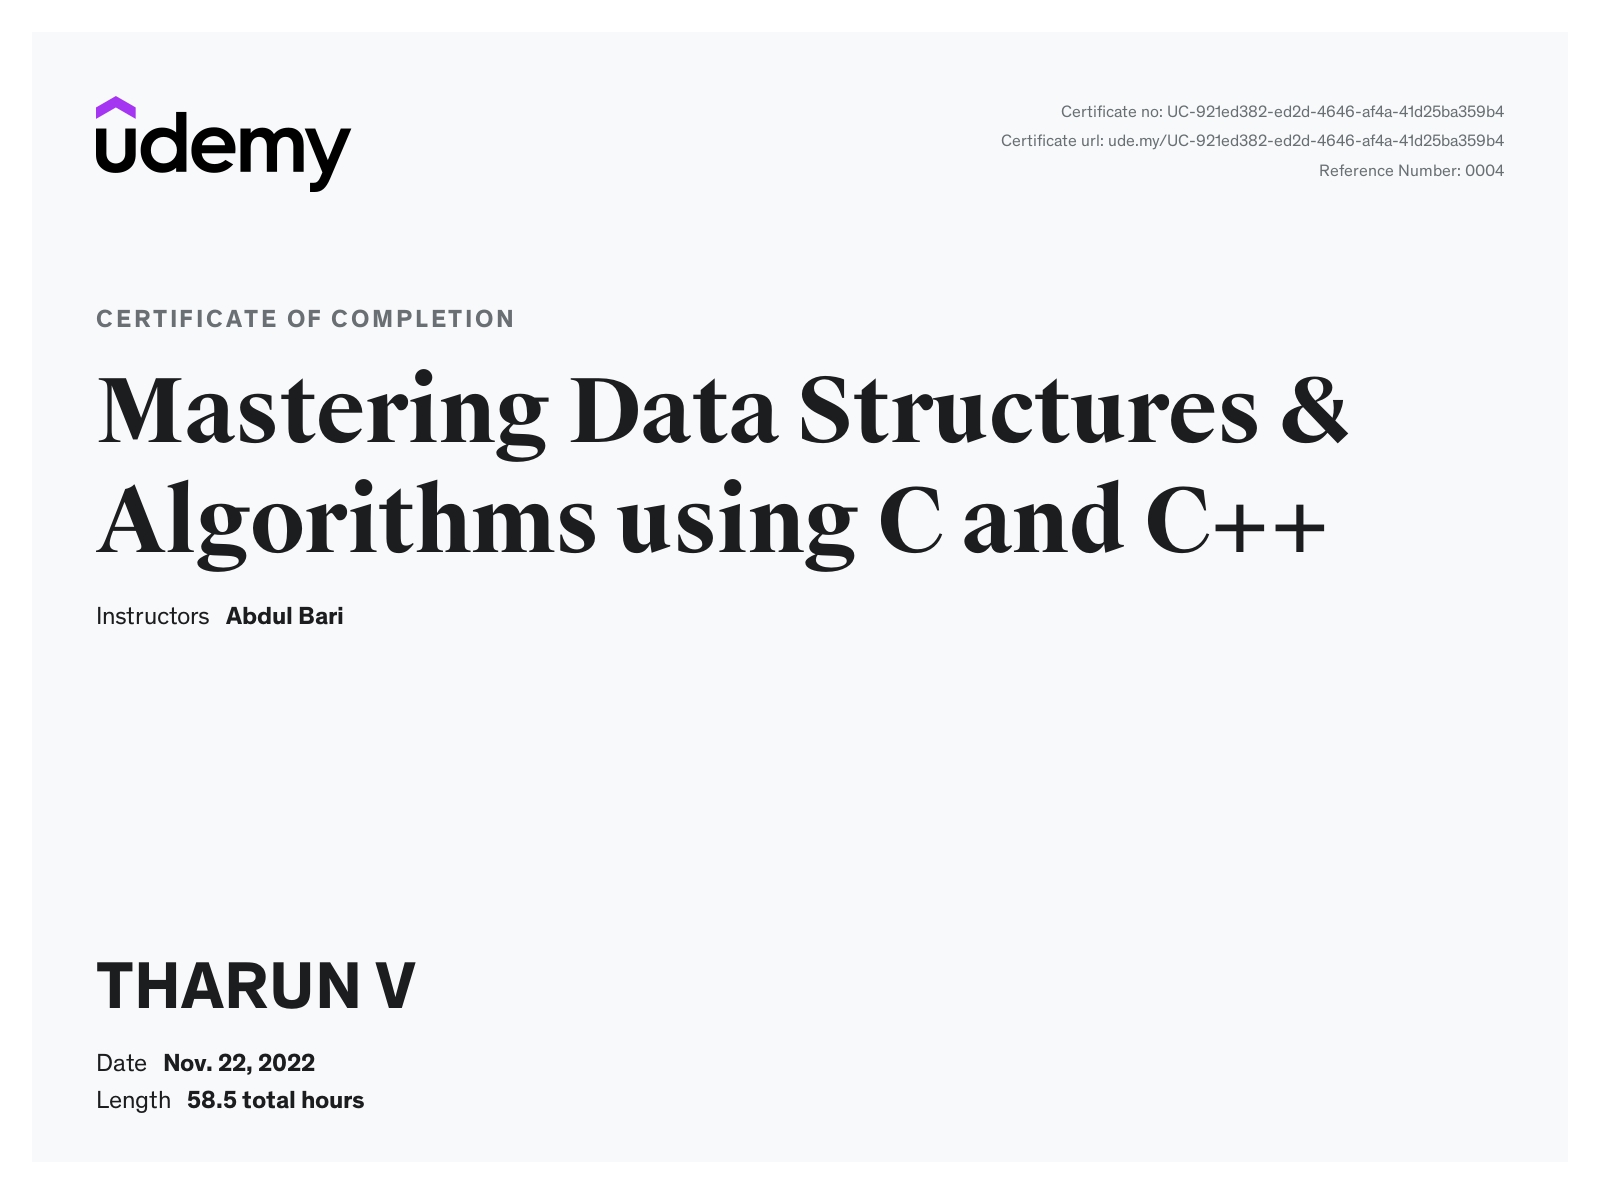 udemy
Certificate no: UC-921ed382-ed2d-4646-af4a-41d25ba359b4
Certificate url: ude.my/UC-921ed382-ed2d-4646-af4a-41d25ba359b4
Reference Number: 0004
CERTIFICATE OF COMPLETION
Mastering Data Structures &
Algorithms using C and C++
Instructors Abdul Bari
THARUN V
Date Nov. 22, 2022
Length 58.5 total hours